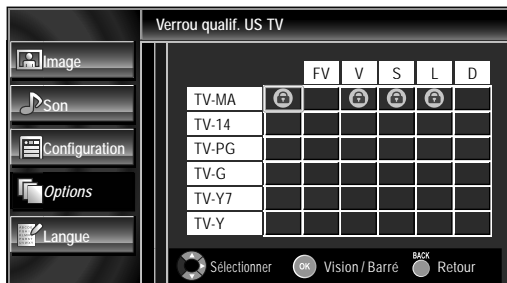 Verrou qualif. US TV
Image
Son
Configuration
Options
Langue
FV V S L D
TV-MA
TV-14
TV-PG
TV-G
TV-Y7
TV-Y
Sélectionner OK Vision / Barré BACK Retour